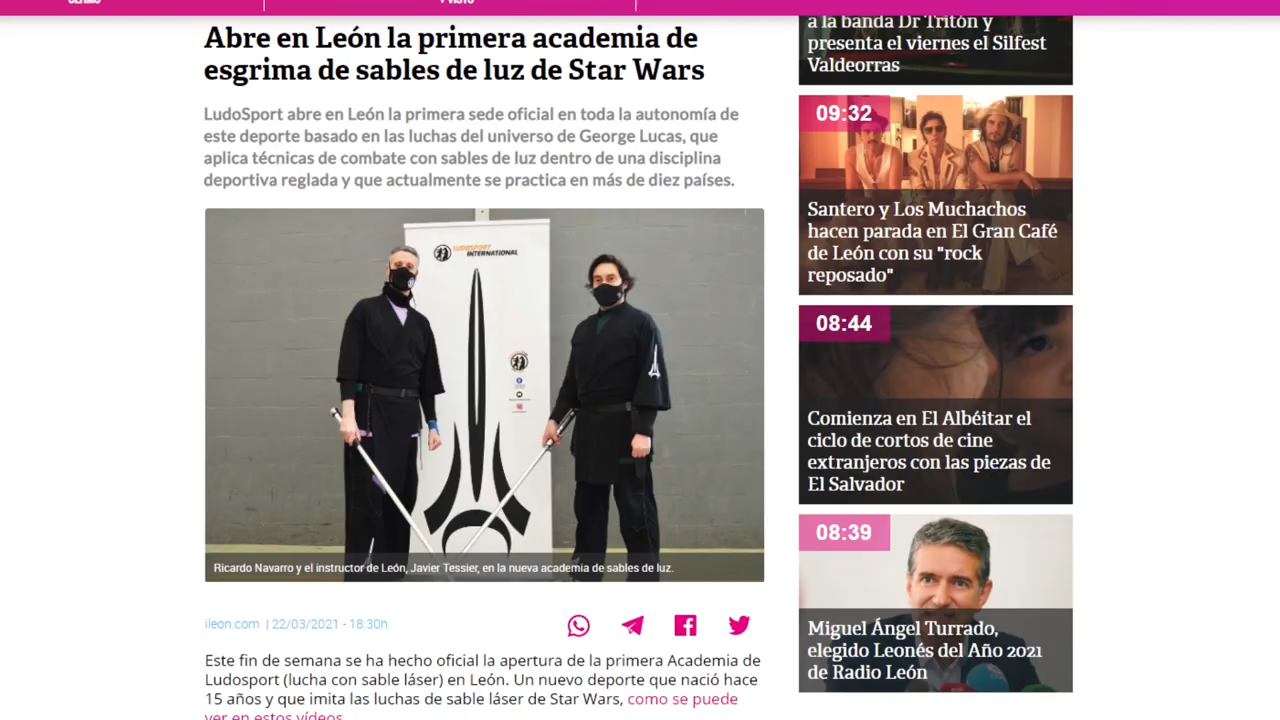 Abre en León la primera academia de
esgrima de sables de luz de Star Wars
LudoSport abre en León la primera sede oficial en toda la autonomía de
este deporte basado en las luchas del universo de George Lucas, que
aplica técnicas de combate con sables de luz dentro de una disciplina
deportiva reglada y que actualmente se practica en más de diez países.
LUDOSPORT
INTERNATIONAL
Ricardo Navarro y el instructor de León, Javier Tessier, en la nueva academia de sables de luz.
ileon.com | 22/03/2021 - 18:30h.
Este fin de semana se ha hecho oficial la apertura de la primera Academia de
Ludosport (lucha con sable láser) en León. Un nuevo deporte que nació hace
15 años y que imita las luchas de sable láser de Star Wars, como se puede
ver en estos vídeos.
a la banda Dr Tritón y
presenta el viernes el Silfest
Valdeorras
09:32
Santero y Los Muchachos
hacen parada en El Gran Café
de León con su "rock
reposado"
08:44
Comienza en El Albéitar el
ciclo de cortos de cine
extranjeros con las piezas de
El Salvador
08:39
Miguel Ángel Turrado,
elegido Leonés del Año 2021
de Radio León